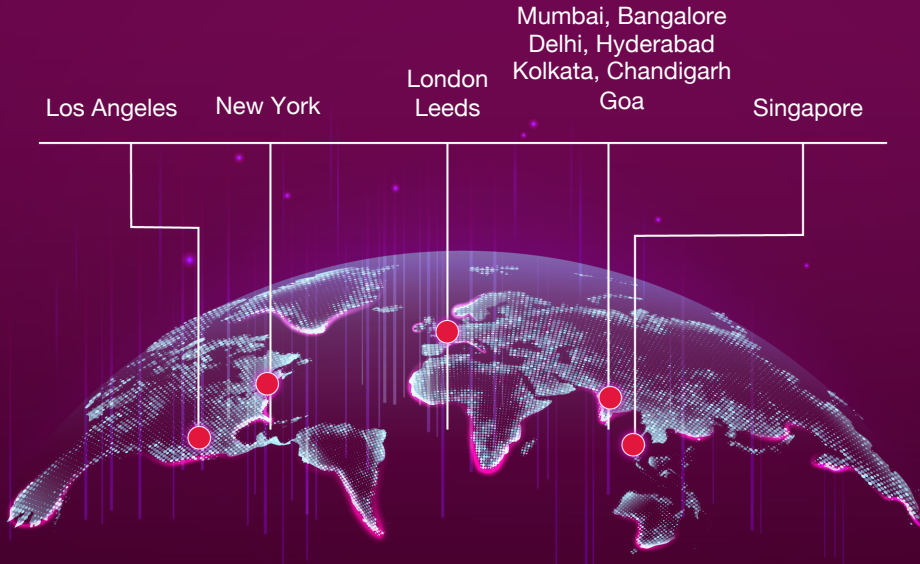 Los Angeles
New York
London
Leeds
Mumbai, Bangalore
Delhi, Hyderabad
Kolkata, Chandigarh
Goa
Singapore